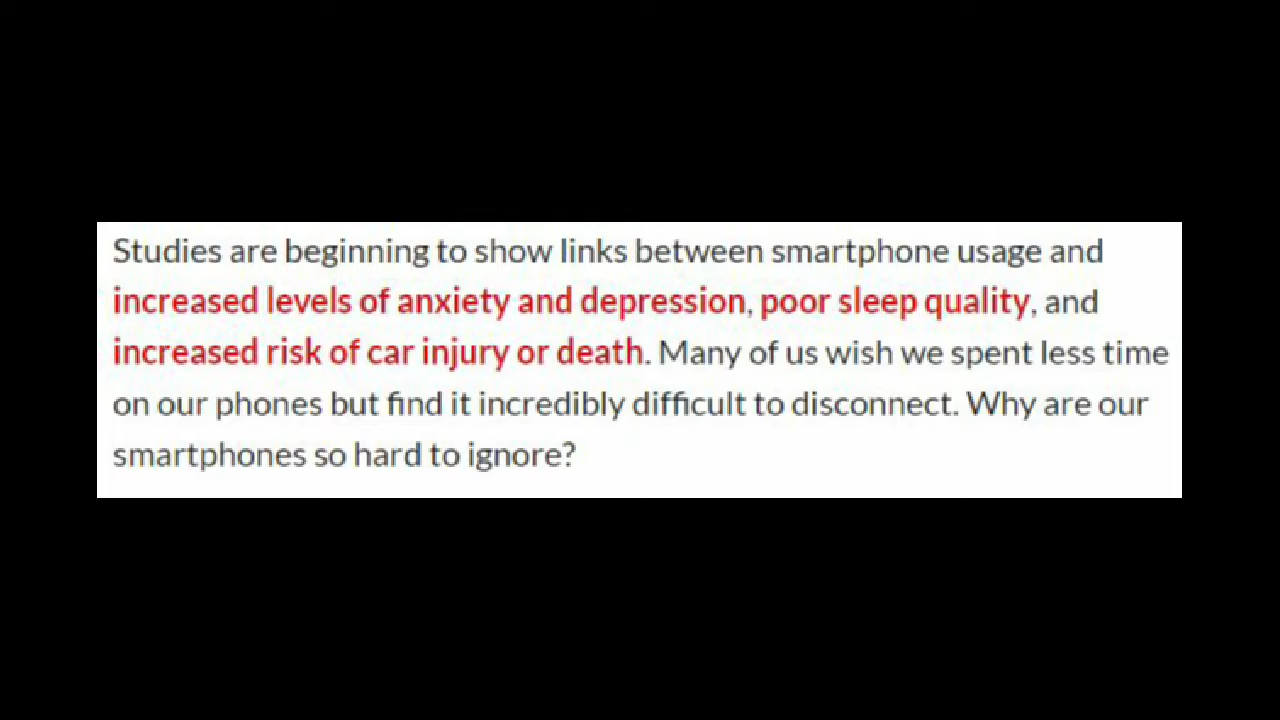 Studies are beginning to show links between smartphone usage and
increased levels of anxiety and depression, poor sleep quality, and
increased risk of car injury or death. Many of us wish we spent less time
on our phones but find it incredibly difficult to disconnect. Why are our
smartphones so hard to ignore?